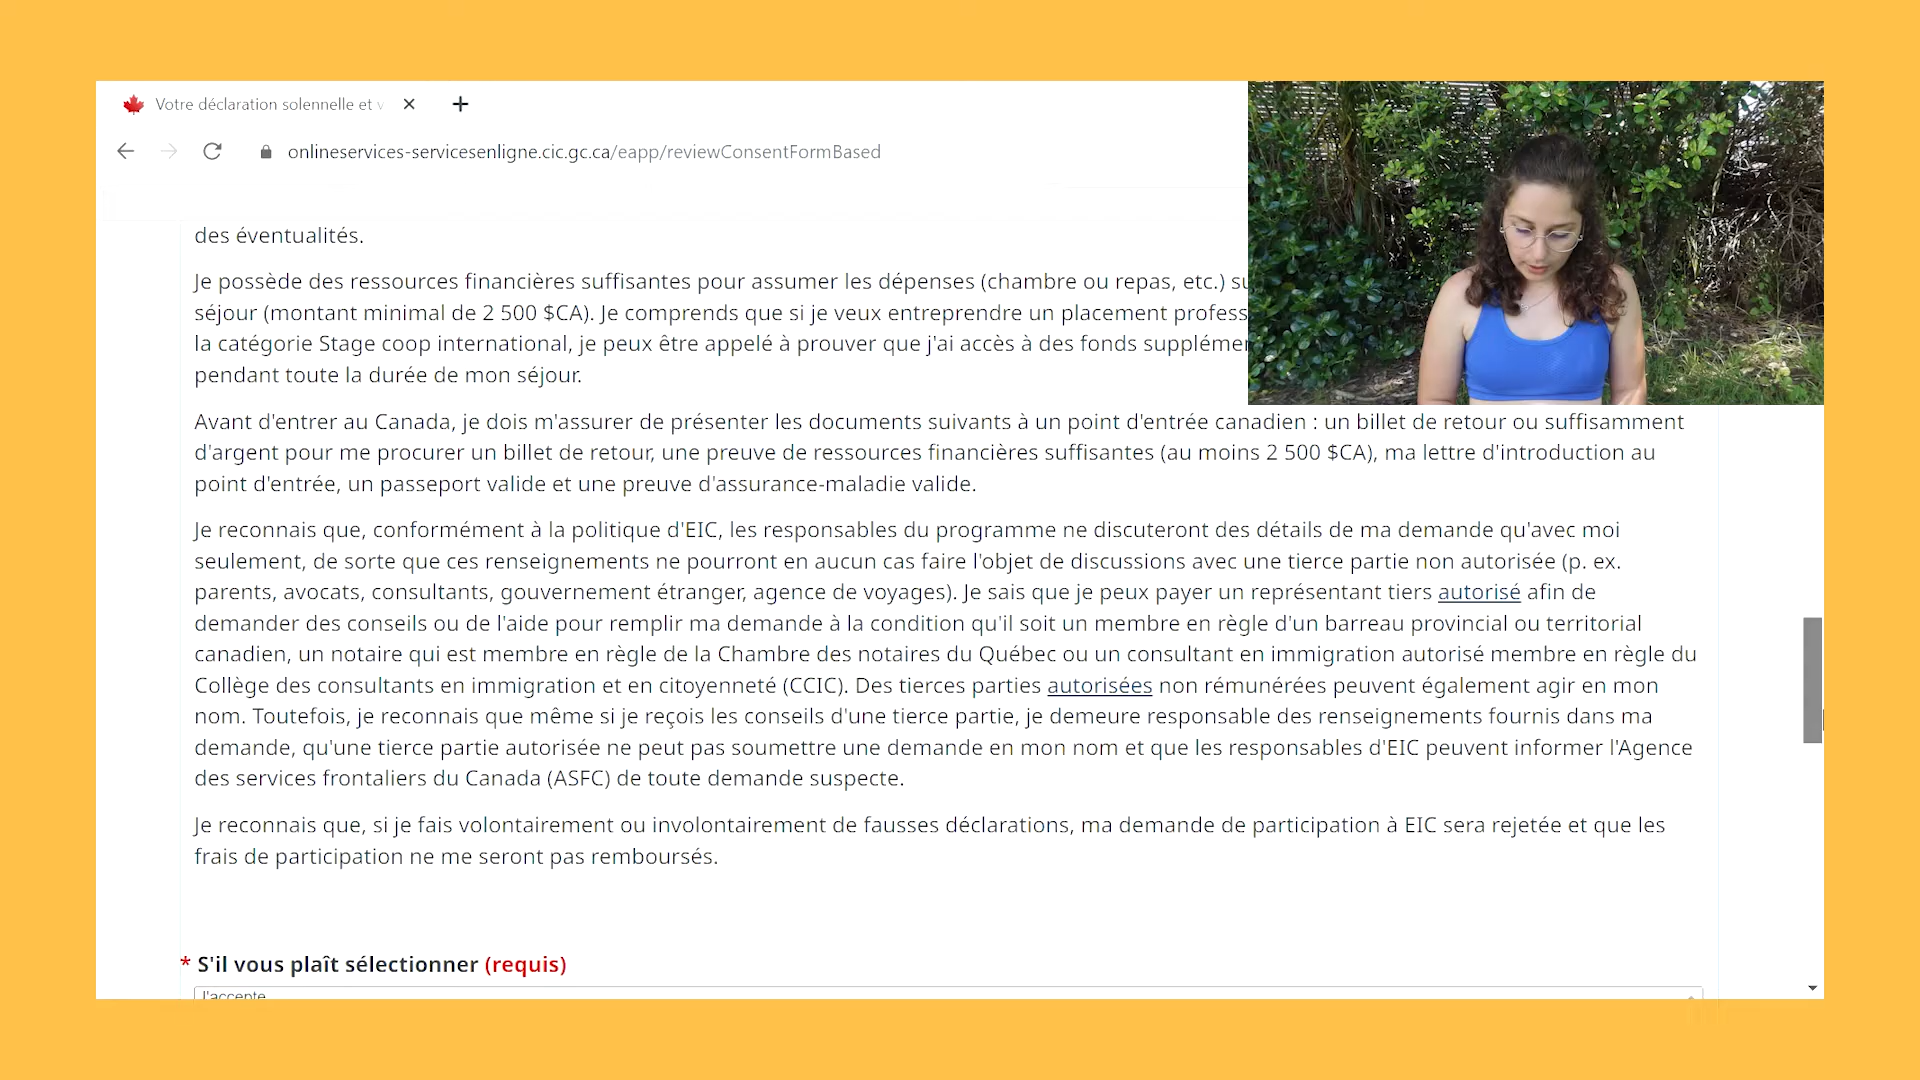 Votre déclaration solennelle et v
onlineservices-servicesenligne.cic.gc.ca/eapp/reviewConsentFormBased
des éventualités.
Je possède des ressources financières suffisantes pour assumer les dépenses (chambre ou repas, etc.) su
séjour (montant minimal de 2 500 $CA). Je comprends que si je veux entreprendre un placement profess
la catégorie Stage coop international, je peux être appelé à prouver que j'ai accès à des fonds supplémen
pendant toute la durée de mon séjour.
Avant d'entrer au Canada, je dois m'assurer de présenter les documents suivants à un point d'entrée canadien : un billet de retour ou suffisamment
d'argent pour me procurer un billet de retour, une preuve de ressources financières suffisantes (au moins 2 500 $CA), ma lettre d'introduction au
point d'entrée, un passeport valide et une preuve d'assurance-maladie valide.
Je reconnais que, conformément à la politique d'EIC, les responsables du programme ne discuteront des détails de ma demande qu'avec moi
seulement, de sorte que ces renseignements ne pourront en aucun cas faire l'objet de discussions avec une tierce partie non autorisée (p. ex.
parents, avocats, consultants, gouvernement étranger, agence de voyages). Je sais que je peux payer un représentant tiers autorisé afin de
demander des conseils ou de l'aide pour remplir ma demande à la condition qu'il soit un membre en règle d'un barreau provincial ou territorial
canadien, un notaire qui est membre en règle de la Chambre des notaires du Québec ou un consultant en immigration autorisé membre en règle du
Collège des consultants en immigration et en citoyenneté (CCIC). Des tierces parties autorisées non rémunérées peuvent également agir en mon
nom. Toutefois, je reconnais que même si je reçois les conseils d'une tierce partie, je demeure responsable des renseignements fournis dans ma
demande, qu'une tierce partie autorisée ne peut pas soumettre une demande en mon nom et que les responsables d'EIC peuvent informer l'Agence
des services frontaliers du Canada (ASFC) de toute demande suspecte.
Je reconnais que, si je fais volontairement ou involontairement de fausses déclarations, ma demande de participation à EIC sera rejetée et que les
frais de participation ne me seront pas remboursés.
* S'il vous plaît sélectionner (requis)
J'accepte